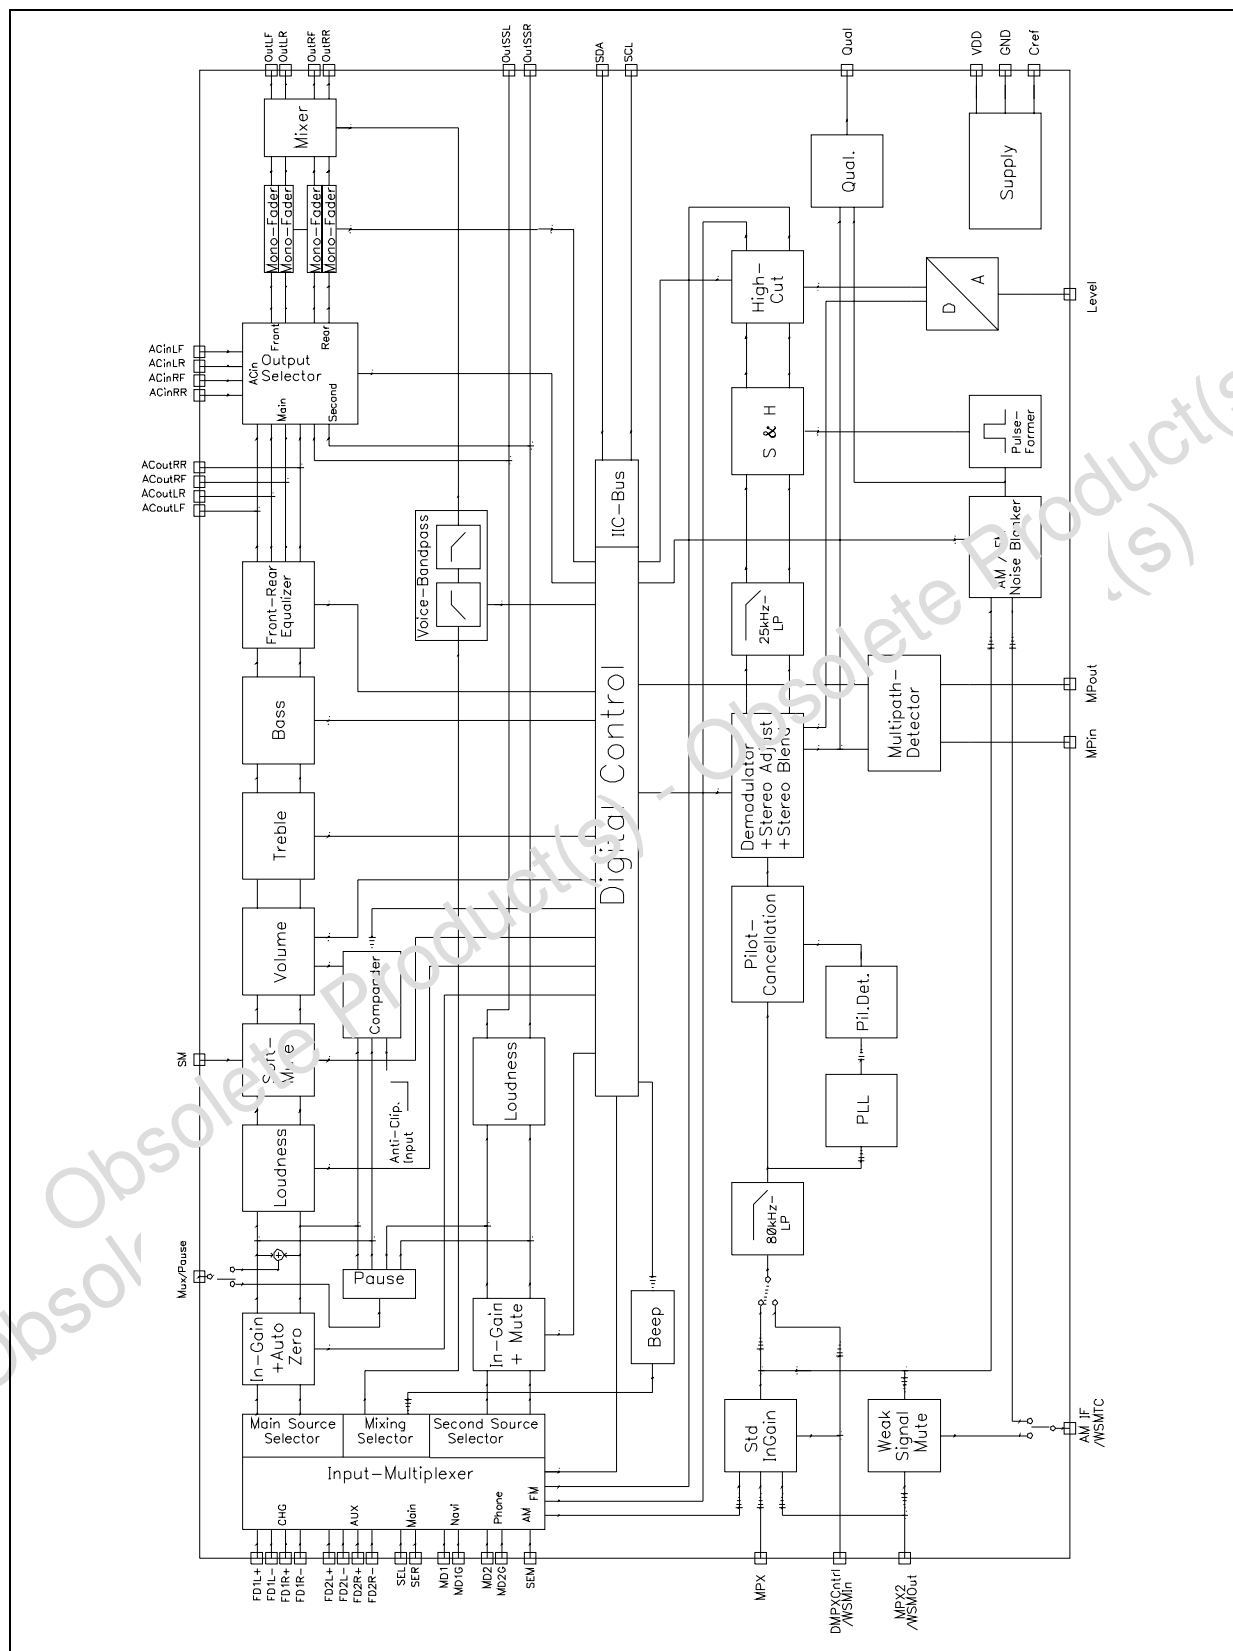 OutLF
OutLR
OutRF
OutRR
OutSSL
OutSSR
SDA
SCL
Qual
VDD
GND
Cref
Mixer
Mono-Fader
Mono-Fader
Mono-Fader
Mono-Fader
Qual.
Supply
High-
Cut
D
A
Level
ACinLF
ACinLR
ACinRF
ACinRR
ACin
Front
Output
Selector
Rear
Main
Second
ACoutRR
ACoutRF
ACoutLR
ACoutLF
S & H
Pulse-
Former
IIC-Bus
Voice-Bandpass
AM /
Noise Blanker
Front-Rear
Equalizer
25kHz-
LP
Bass
Digital Control
Demodulator
+Stereo Adjust
+Stereo Blend
Multipath-
Detector
MPout
MPin
Treble
Volume
Compander
Pilot-
Cancellation
Pil.Det.
PLL
SM
Loudness
Loudness
Anti-Clip.
Input
80kHz-
LP
Mux/Pause
Pause
In-Gain
+Auto
Zero
In-Gain
+ Mute
Beep
Main Source
Selector
Mixing
Selector
Second Source
Selector
Input-Multiplexer
Std
InGain
Weak
Signal
Mute
AM IF
/WSMTC
CHG
AUX
Main
Navi
Phone
AM
FM
FD1L+
FD1L-
FD1R+
FD1R-
FD2L+
FD2L-
FD2R+
FD2R-
SEL
SER
MD1
MD1G
MD2
MD2G
SEM
MPX
DMPXCntrl
/WSMIn
MPX2
/WSMOut
Obsolete Product(s) - Obsolete Product(s)